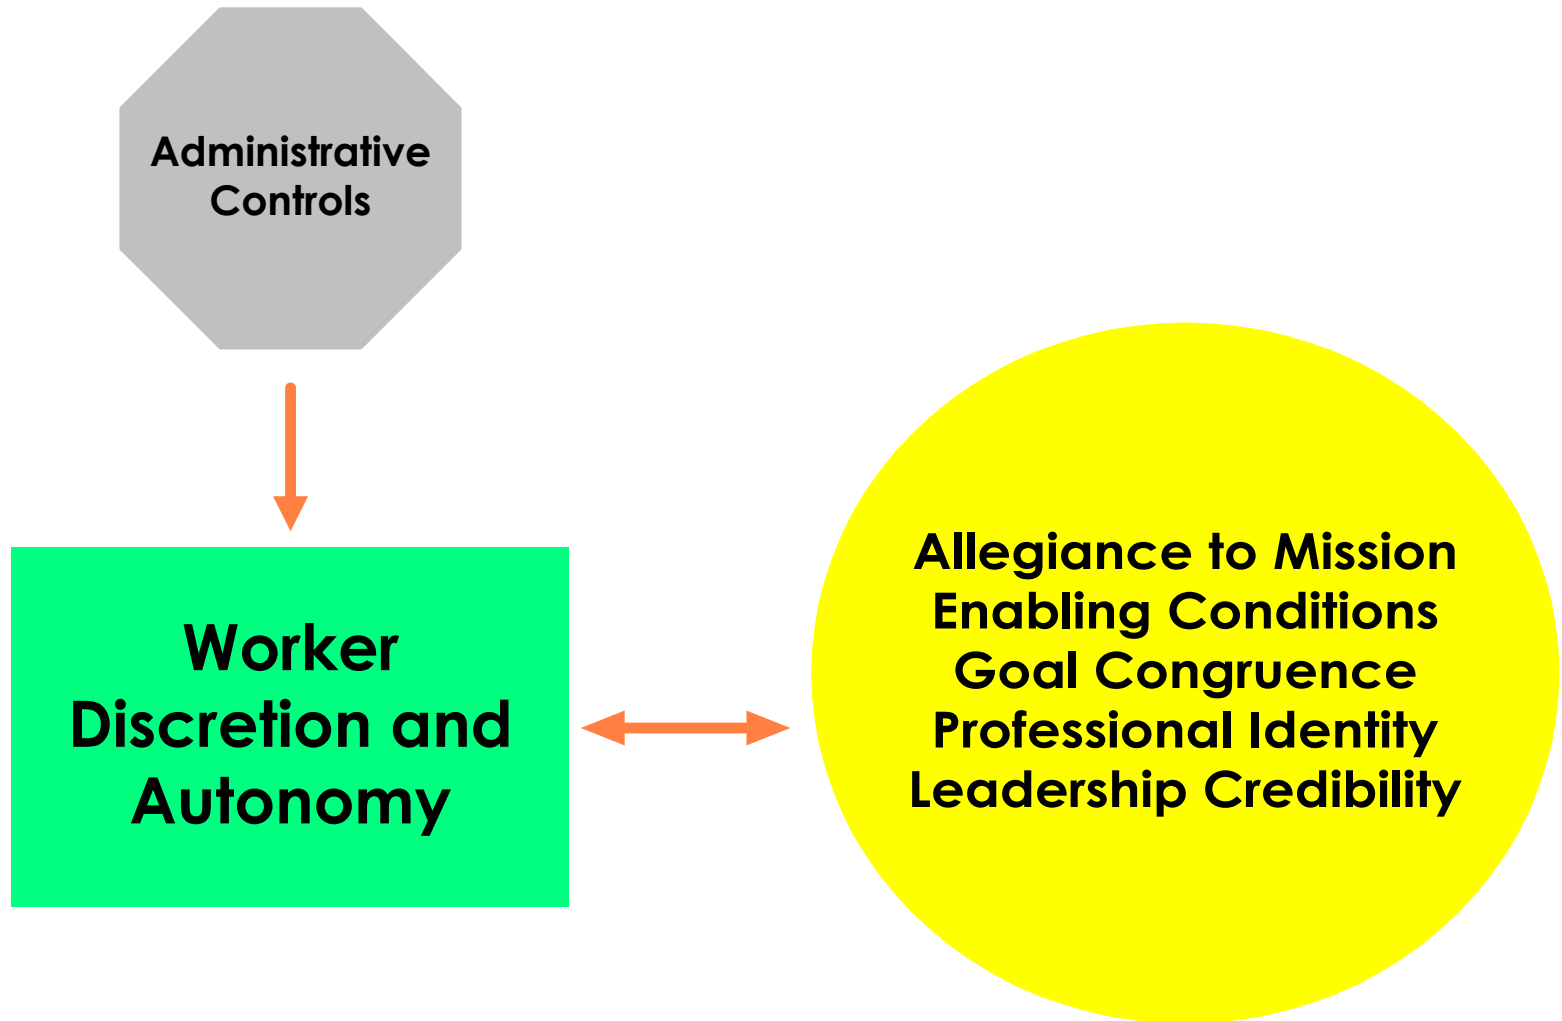 Administrative
Controls
Worker
Discretion and
Autonomy
Allegiance to Mission
Enabling Conditions
Goal Congruence
Professional Identity
Leadership Credibility